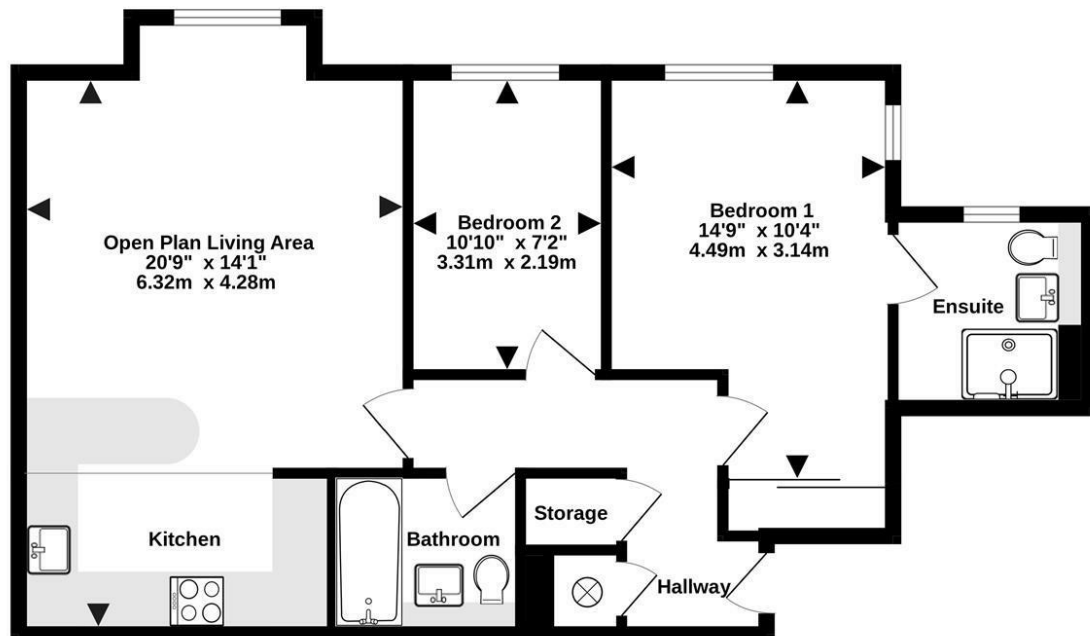 Open Plan Living Area
20'9" x 14'1"
6.32m x 4.28m
Bedroom 2
10'10" x 7'2"
3.31m x 2.19m
Bedroom 1
14'9" x 10'4"
4.49m x 3.14m
Ensuite
Kitchen
Bathroom
Storage
Hallway